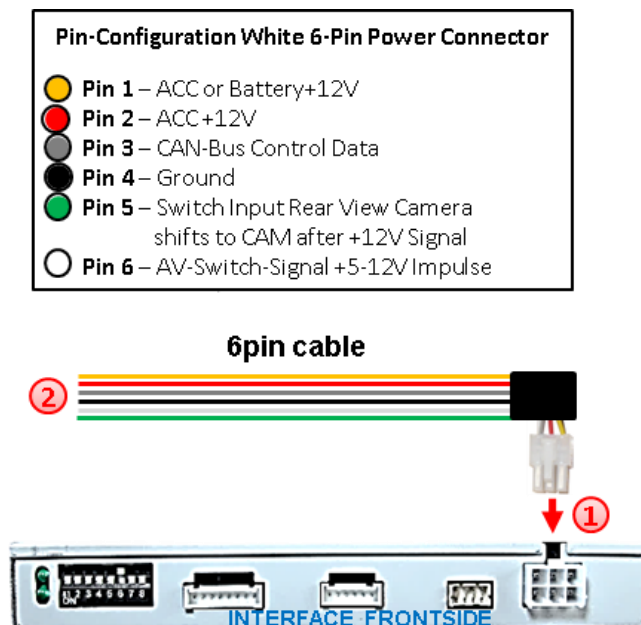 Pin-Configuration White 6-Pin Power Connector
Pin 1 – ACC or Battery+12V
Pin 2 – ACC+12V
Pin 3 – CAN-Bus Control Data
Pin 4 – Ground
Pin 5 – Switch Input Rear View Camera
shifts to CAM after +12V Signal
Pin 6 – AV-Switch-Signal +5-12V Impulse
6pin cable
2
1
1 2 3 4 5 6 7 8
ON
INTERFACE FRONTSIDE